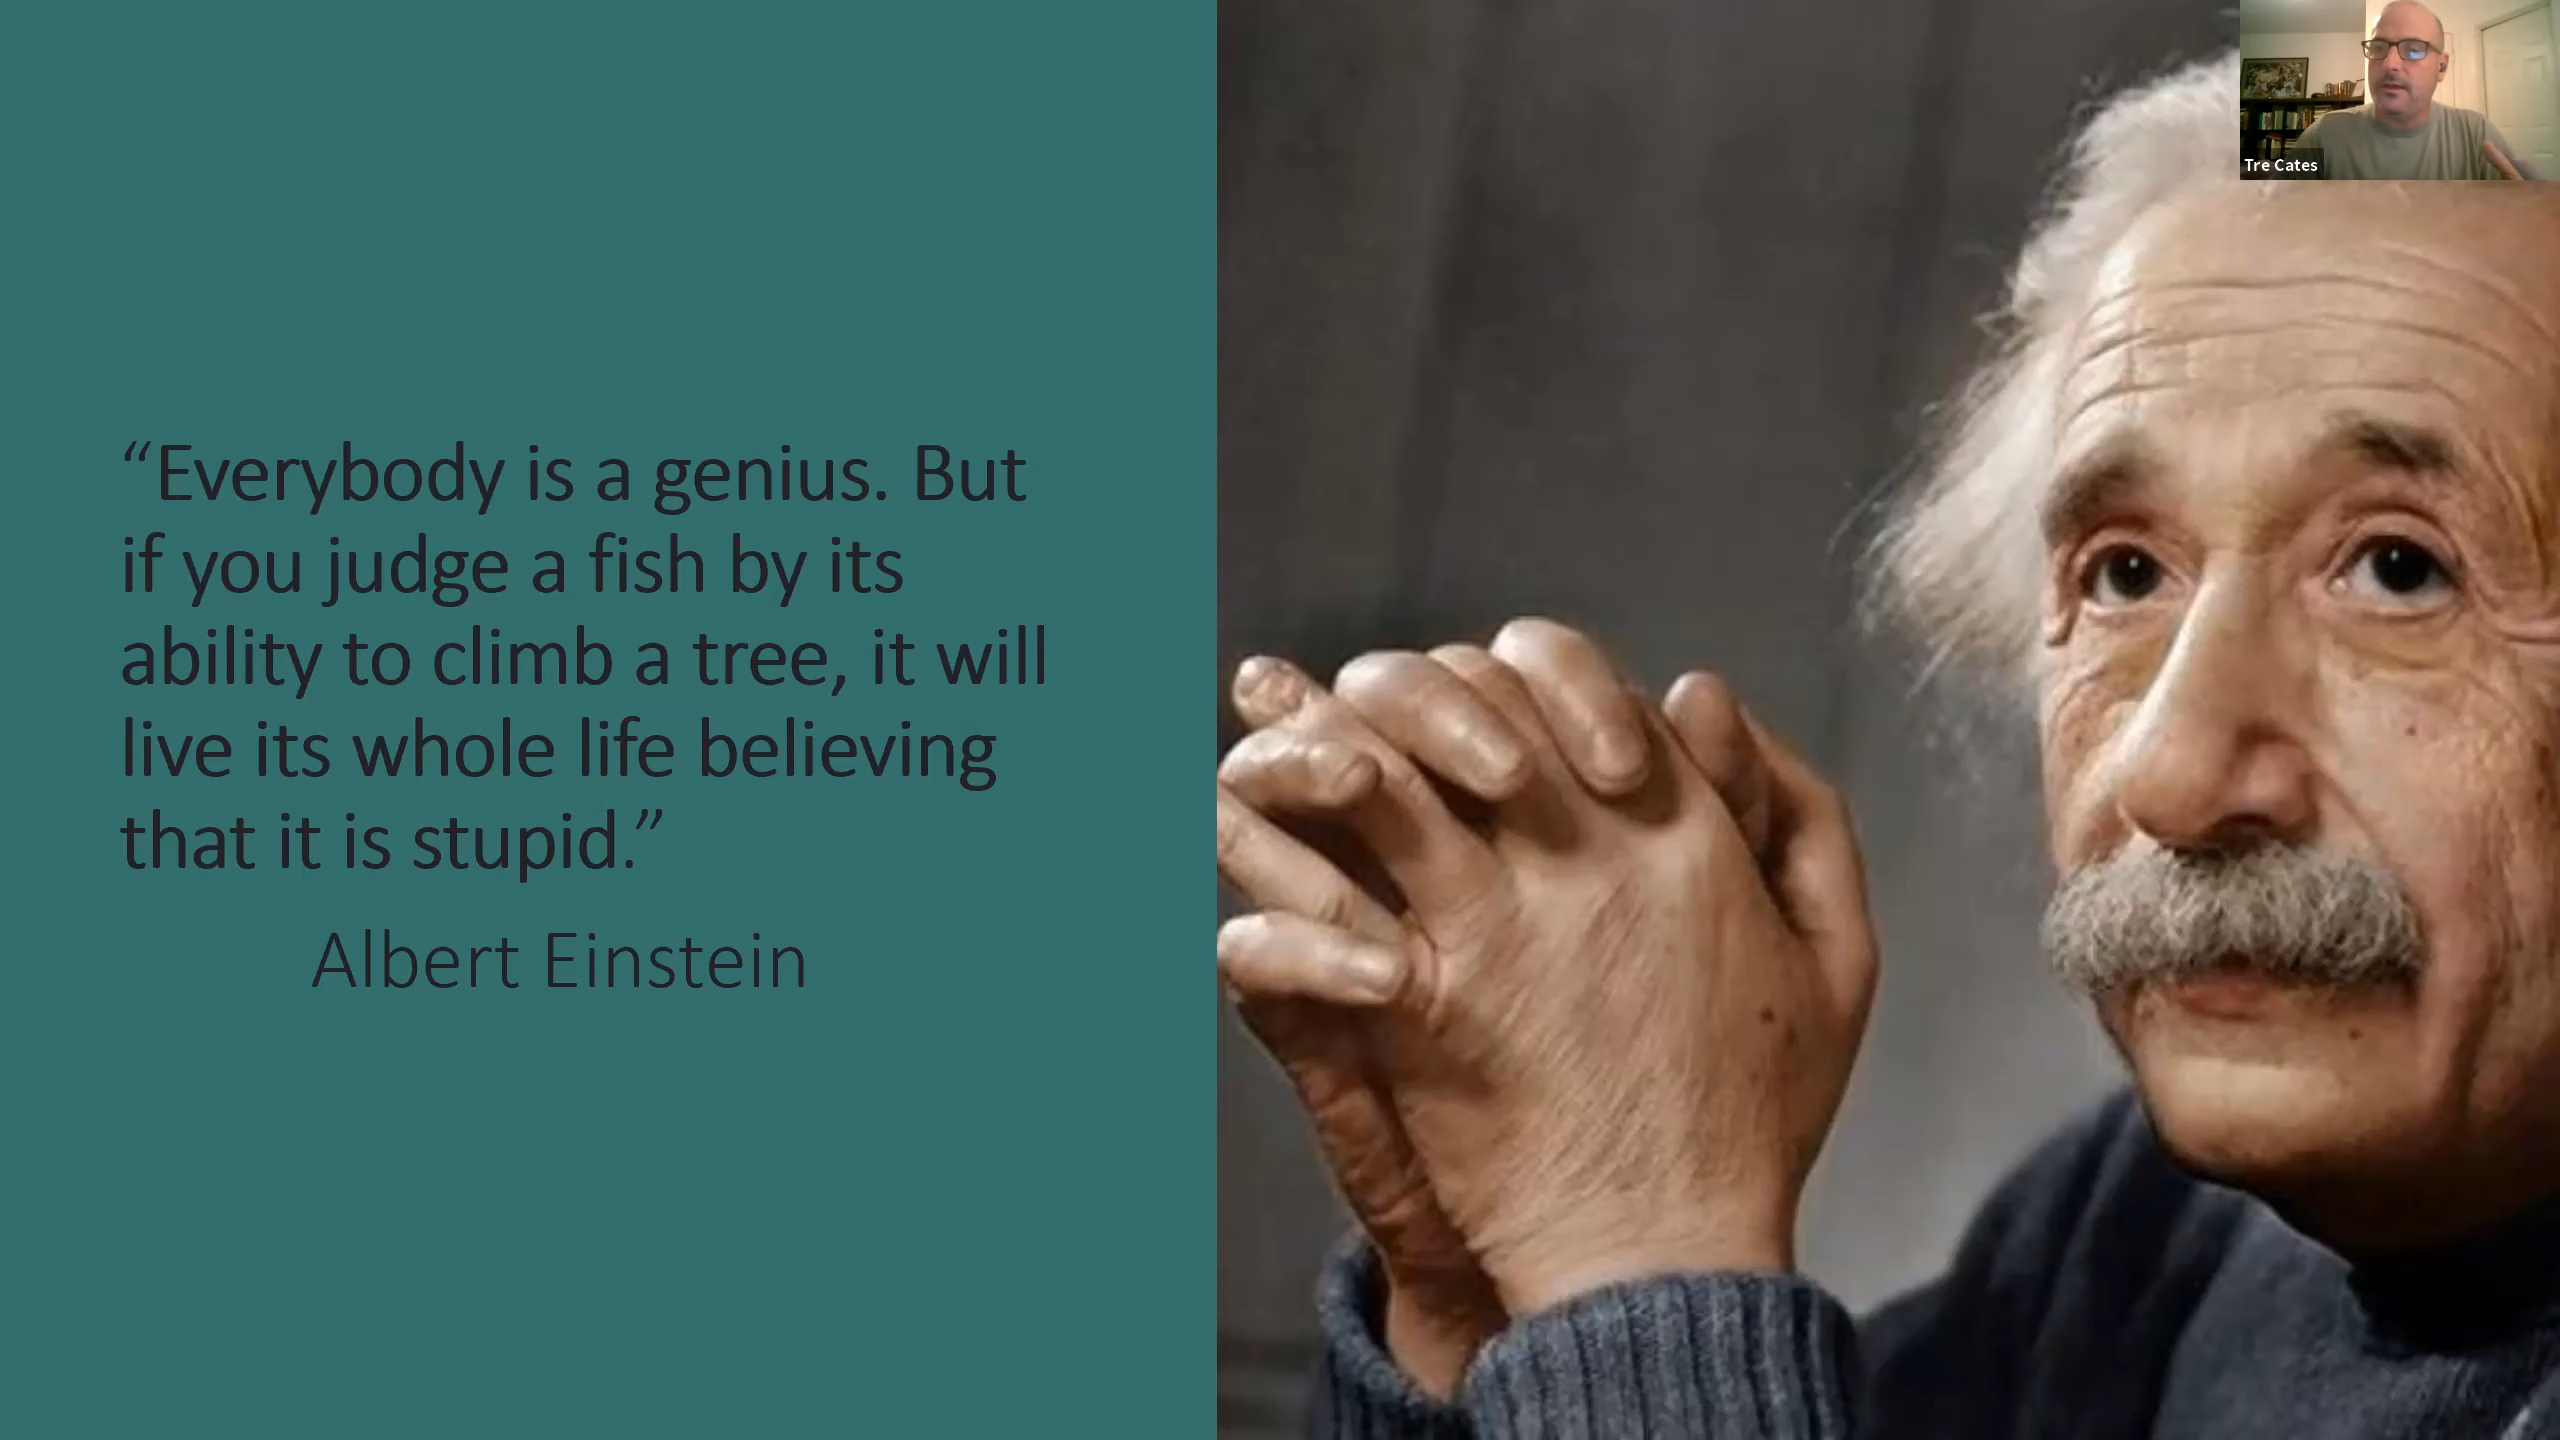 Tre Cates
“Everybody is a genius. But
if you judge a fish by its
ability to climb a tree, it will
live its whole life believing
that it is stupid.”
Albert Einstein